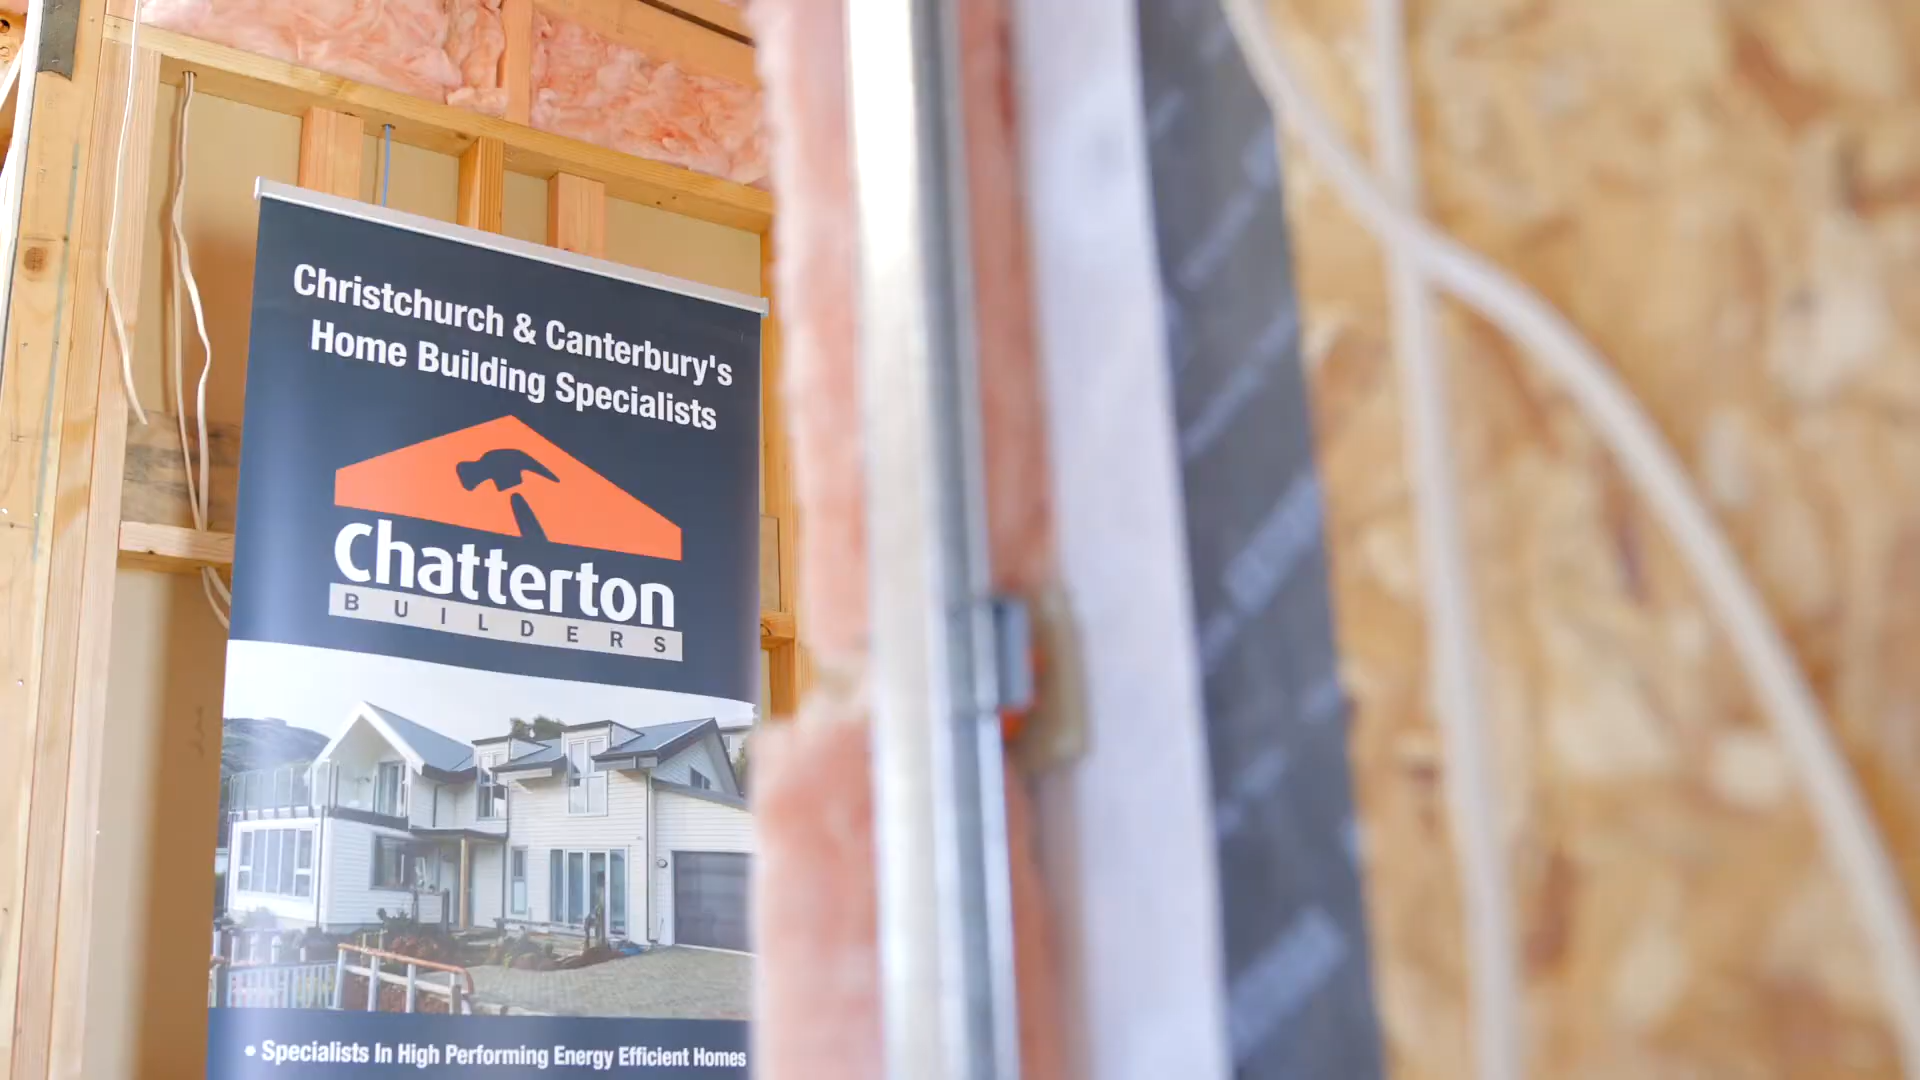 Christchurch & Canterbury's
Home Building Specialists
Chatterton
BUILDERS
• Specialists In High Performing Energy Efficient Homes